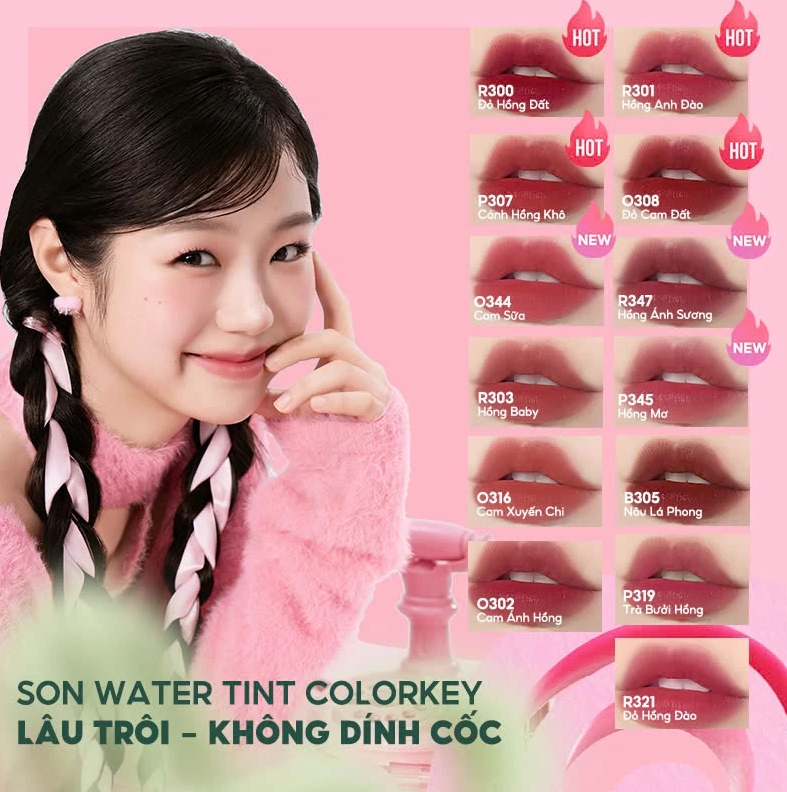 HOT
HOT
R300
Đỏ Hồng Đất
R301
Hồng Anh Đào
HOT
HOT
P307
Cánh Hồng Khô
O308
Đỏ Cam Đất
NEW
NEW
O344
Cam Sữa
R347
Hồng Ánh Sương
NEW
R303
Hồng Baby
P345
Hồng Mơ
O316
Cam Xuyến Chi
B305
Nâu Lá Phong
O302
Cam Ánh Hồng
P319
Trà Bưởi Hồng
R321
Đỏ Hồng Đào
SON WATER TINT COLORKEY
LÂU TRÔI - KHÔNG DÍNH CỐC